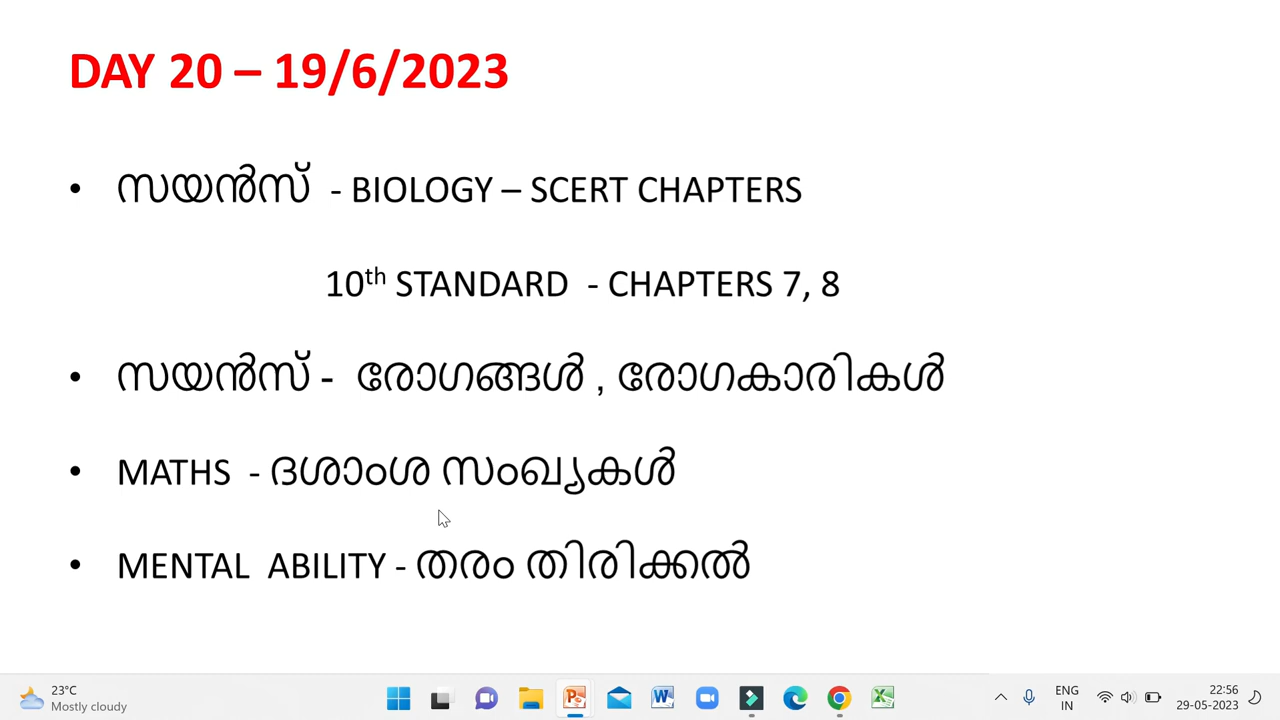 DAY 20 – 19/6/2023
• സയൻസ് - BIOLOGY – SCERT CHAPTERS
10th STANDARD - CHAPTERS 7, 8
• സയൻസ് - രോഗങ്ങൾ , രോഗകാരികൾ
• MATHS - ദശാംശ സംഖ്യകൾ
• MENTAL ABILITY - തരം തിരിക്കൽ
23°C
Mostly cloudy
ENG
IN
22:56
29-05-2023